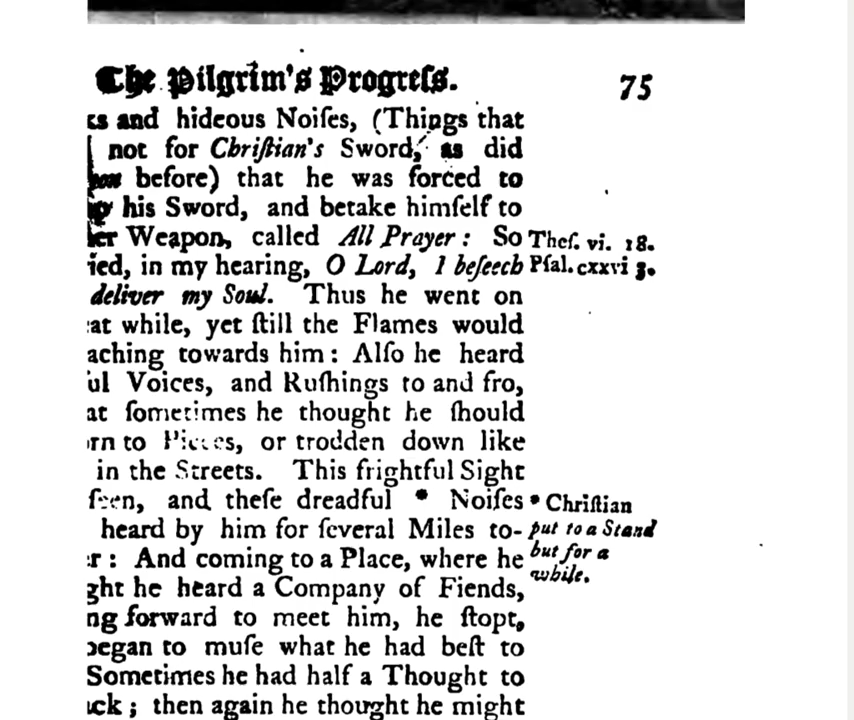 The Pilgrim's Progreſs. 75
and hideous Noiſes, (Things that
not for Chriſtian's Sword, as did
before) that he was forced to
his Sword, and betake himſelf to
Weapon, called All Prayer: So
Theſ. vi. 18.
in my hearing, O Lord, I beſeech
Pſal. cxxvi 3.
deliver my Soul. Thus he went on
while, yet ſtill the Flames would
aching towards him: Alſo he heard
Voices, and Ruſhings to and fro,
at ſometimes he thought he ſhould
to Pieces, or trodden down like
in the Streets. This frightful Sight
ſeen, and theſe dreadful * Noiſes
heard by him for ſeveral Miles to-
r: And coming to a Place, where he
ght he heard a Company of Fiends,
ng forward to meet him, he ſtopt,
began to muſe what he had beſt to
Sometimes he had half a Thought to
ck; then again he thought he might
* Chriſtian
put to a Stand
but for a
while.